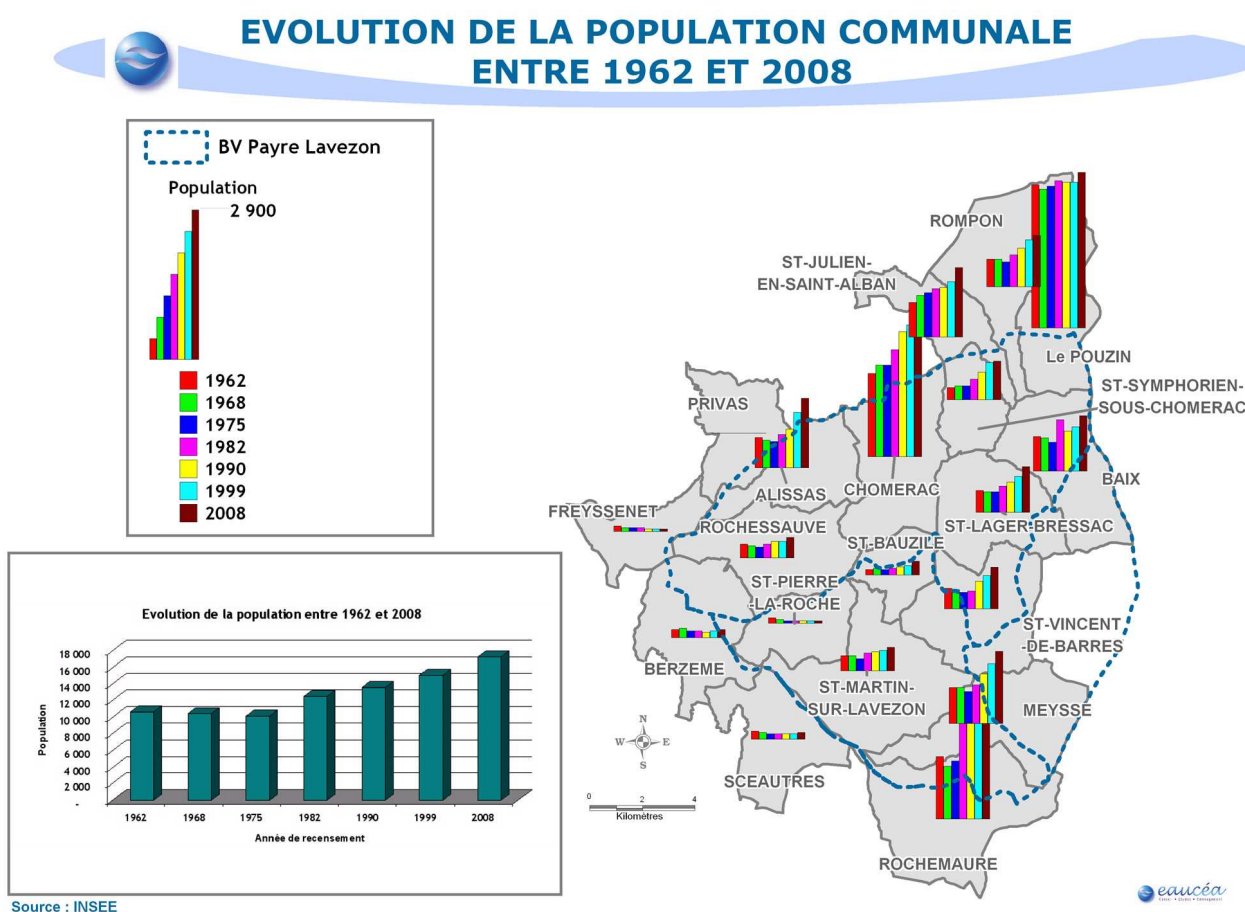 EVOLUTION DE LA POPULATION COMMUNALE
ENTRE 1962 ET 2008
BV Payre Lavezon
Population
2 900
1962
1968
1975
1982
1990
1999
2008
ROMPON
ST-JULIEN-
EN-SAINT-ALBAN
Le POUZIN
ST-SYMPHORIEN-
SOUS-CHOMERAC
PRIVAS
BAIX
ALISSAS
CHOMERAC
FREYSSENET
ROCHESSAUVE
ST-LAGER-BRESSAC
ST-BAUZILE
ST-PIERRE
-LA-ROCHE
ST-VINCENT
-DE-BARRES
BERZEME
ST-MARTIN-
SUR-LAVEZON
MEYSSE
SCEAUTRES
ROCHEMAURE
N
W
E
S
0 2 4
Kilomètres
Evolution de la population entre 1962 et 2008
Population
18 000
16 000
14 000
12 000
10 000
8 000
6 000
4 000
2 000
-
1962 1968 1975 1982 1990 1999 2008
Année de recensement
Source : INSEE
eaucéa